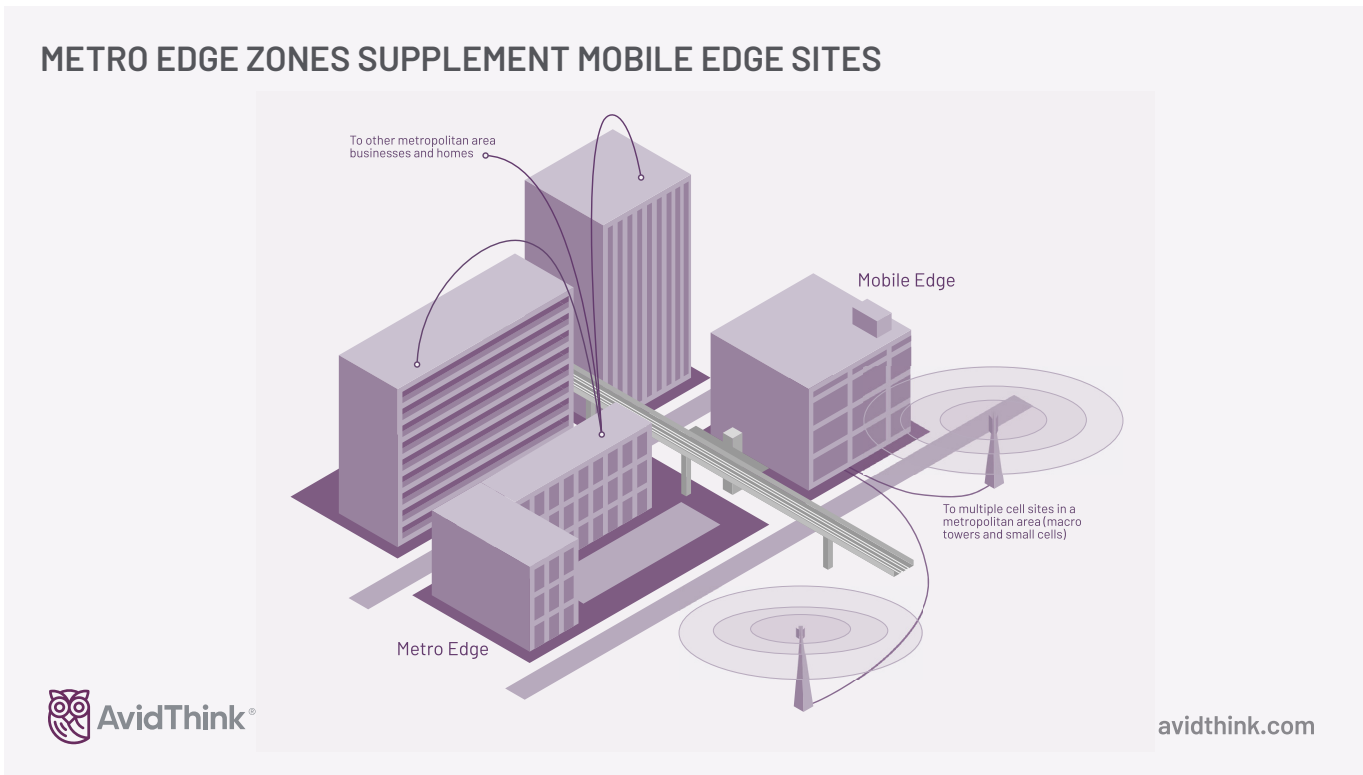 METRO EDGE ZONES SUPPLEMENT MOBILE EDGE SITES
To other metropolitan area
businesses and homes
Mobile Edge
To multiple cell sites in a
metropolitan area (macro
towers and small cells)
Metro Edge
AvidThink®
avidthink.com